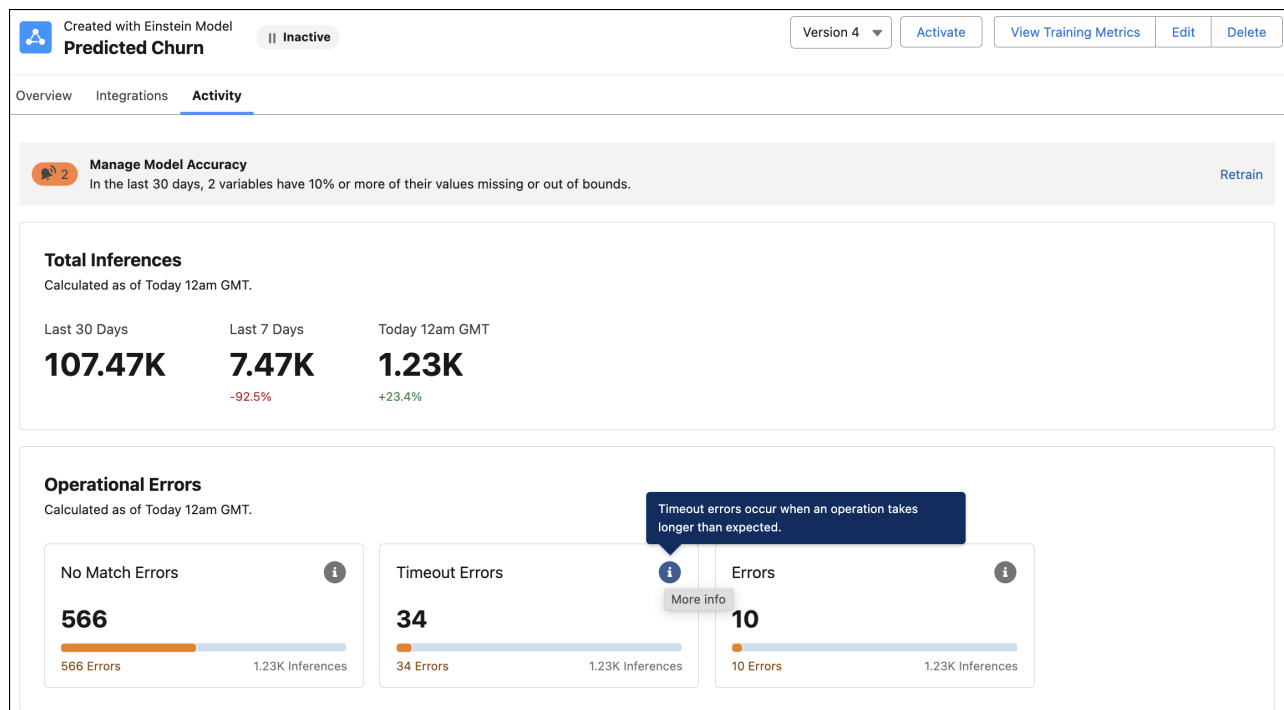 Created with Einstein Model
Predicted Churn
Inactive
Version 4
Activate
View Training Metrics
Edit
Delete
Overview
Integrations
Activity
2
Manage Model Accuracy
In the last 30 days, 2 variables have 10% or more of their values missing or out of bounds.
Retrain
Total Inferences
Calculated as of Today 12am GMT.
Last 30 Days
Last 7 Days
Today 12am GMT
107.47K
7.47K
1.23K
-92.5%
+23.4%
Operational Errors
Calculated as of Today 12am GMT.
Timeout errors occur when an operation takes
longer than expected.
No Match Errors
566
566 Errors
1.23K Inferences
Timeout Errors
More info
34
34 Errors
1.23K Inferences
Errors
10
10 Errors
1.23K Inferences